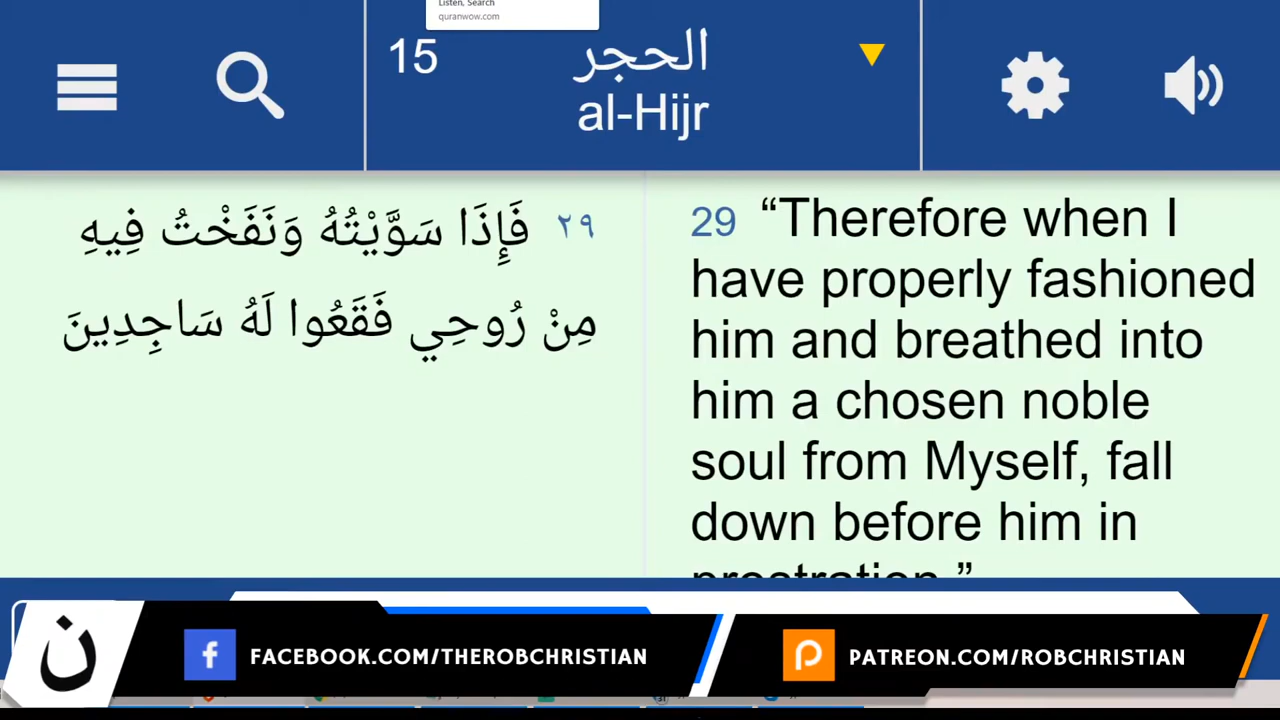 Listen, Search
quranwow.com
15
الحجر
al-Hijr
٢٩ فَإِذَا سَوَّيْتُهُ وَنَفَخْتُ فِيهِ
مِنْ رُوحِي فَقَعُوا لَهُ سَاجِدِينَ
29 “Therefore when I
have properly fashioned
him and breathed into
him a chosen noble
soul from Myself, fall
down before him in
prostration.”
ن
FACEBOOK.COM/THEROBCHRISTIAN
PATREON.COM/ROBCHRISTIAN